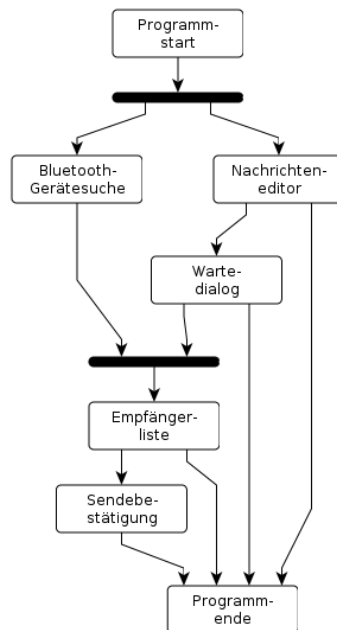 Programm-
start
Bluetooth-
Gerätesuche
Nachrichten-
editor
Warte-
dialog
Empfänger-
liste
Sendebe-
stätigung
Programm-
ende